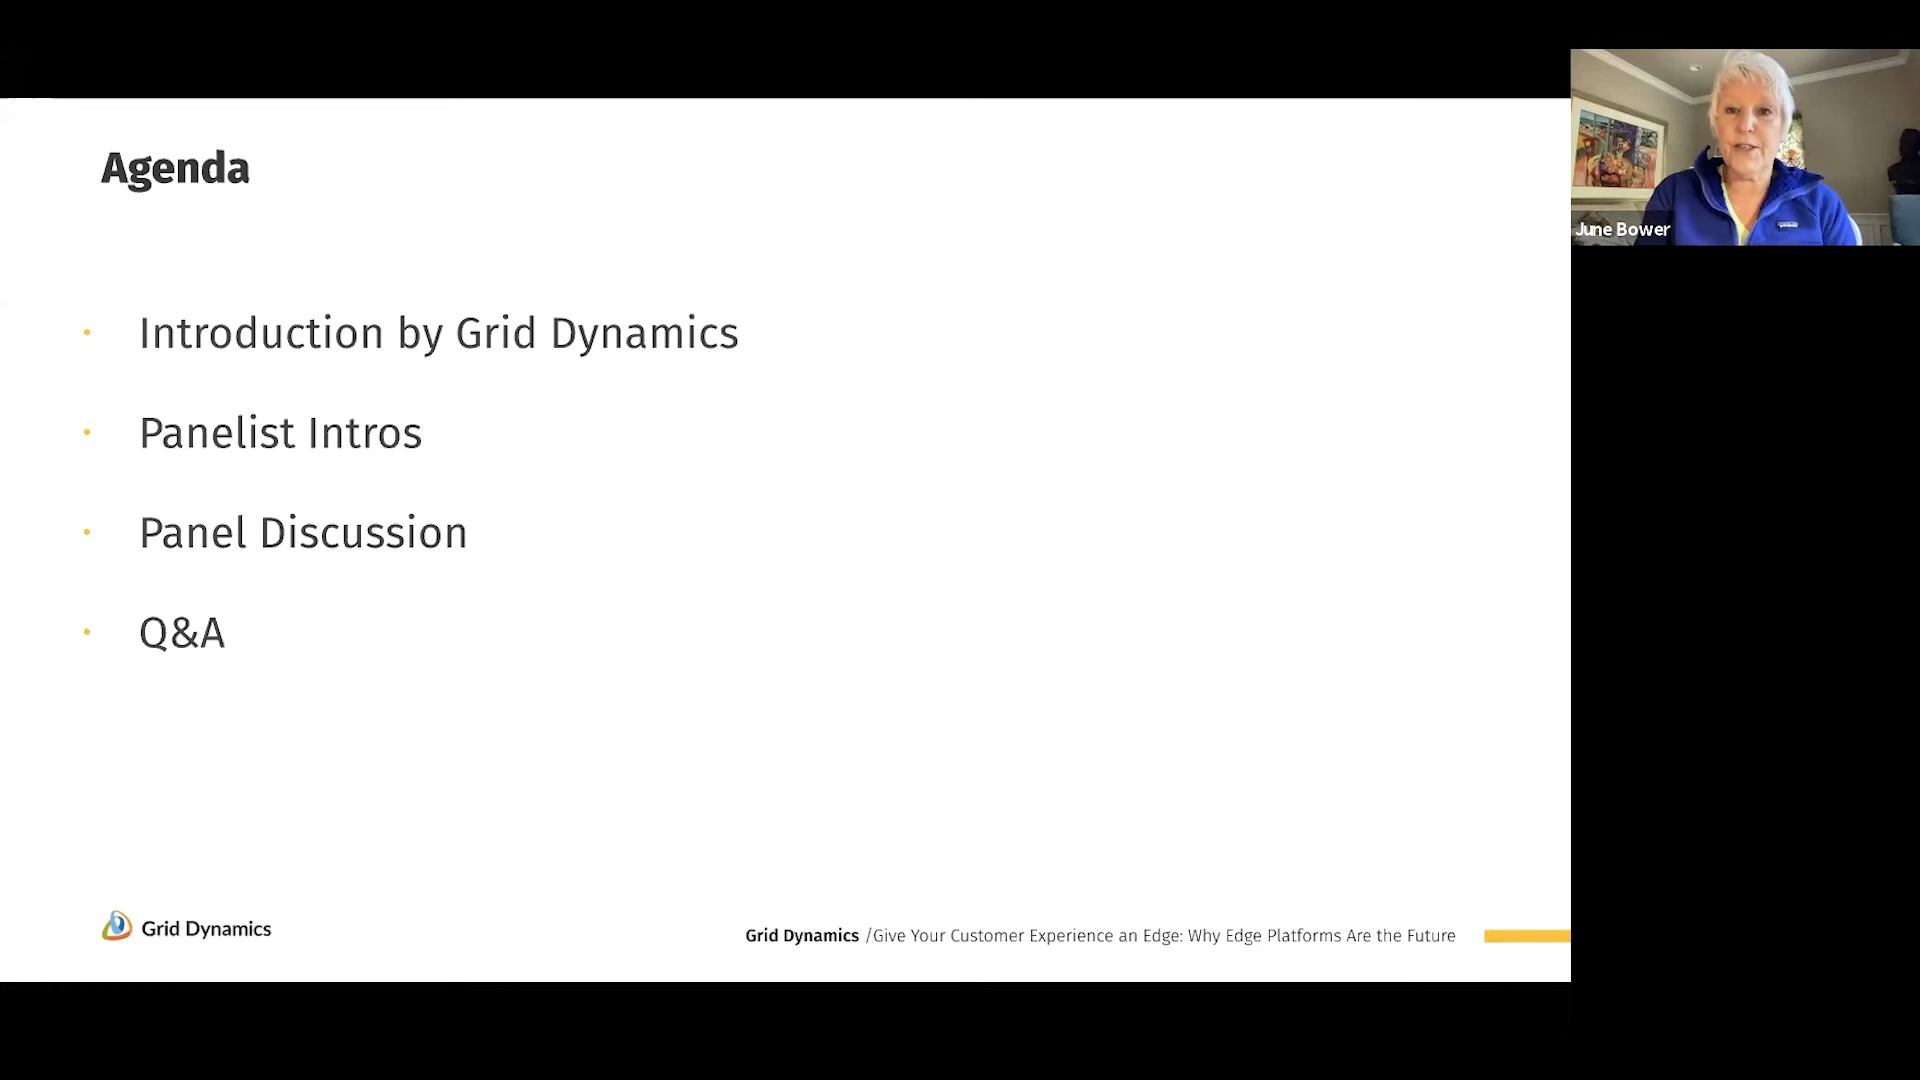 Agenda
June Bower
· Introduction by Grid Dynamics
· Panelist Intros
· Panel Discussion
· Q&A
Grid Dynamics
Grid Dynamics /Give Your Customer Experience an Edge: Why Edge Platforms Are the Future